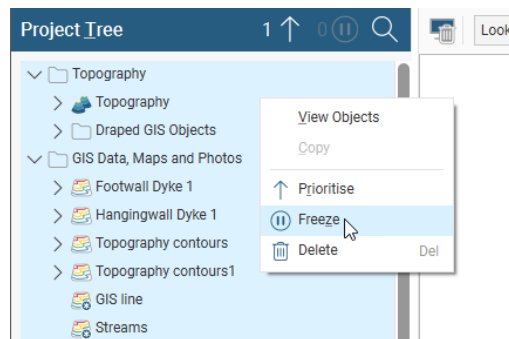 Project Tree 1 0 Look
Topography
Topography
Draped GIS Objects
GIS Data, Maps and Photos
Footwall Dyke 1
Hangingwall Dyke 1
Topography contours
Topography contours1
GIS line
Streams
View Objects
Copy
Prioritise
Freeze
Delete Del